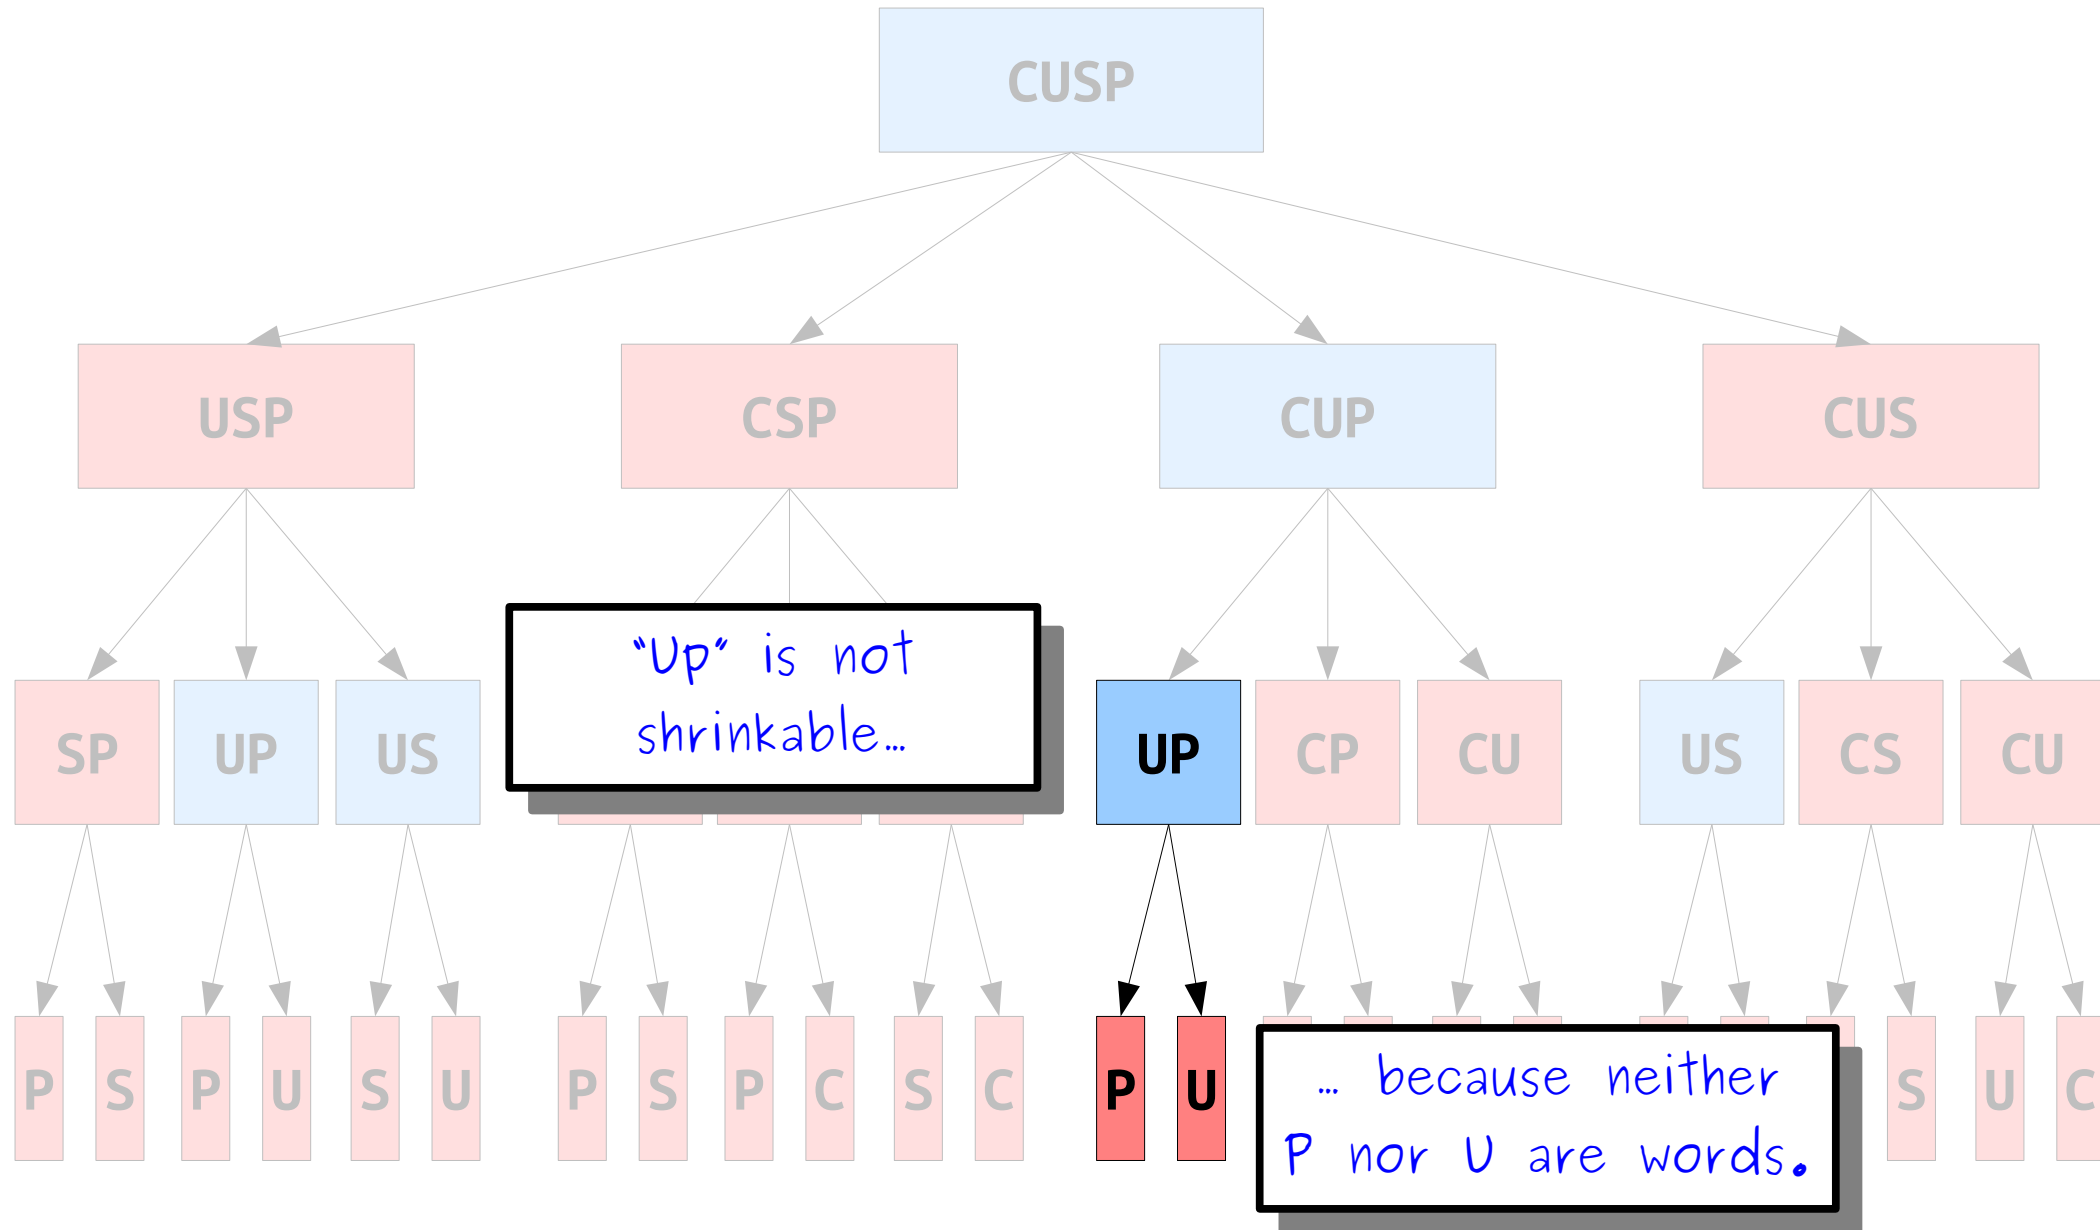 CUSP
USP CSP CUP CUS
"Up" is not
shrinkable...
SP UP US UP CP CU US CS CU
P S P U S U P S P C S C P U S U C
... because neither
P nor U are words.